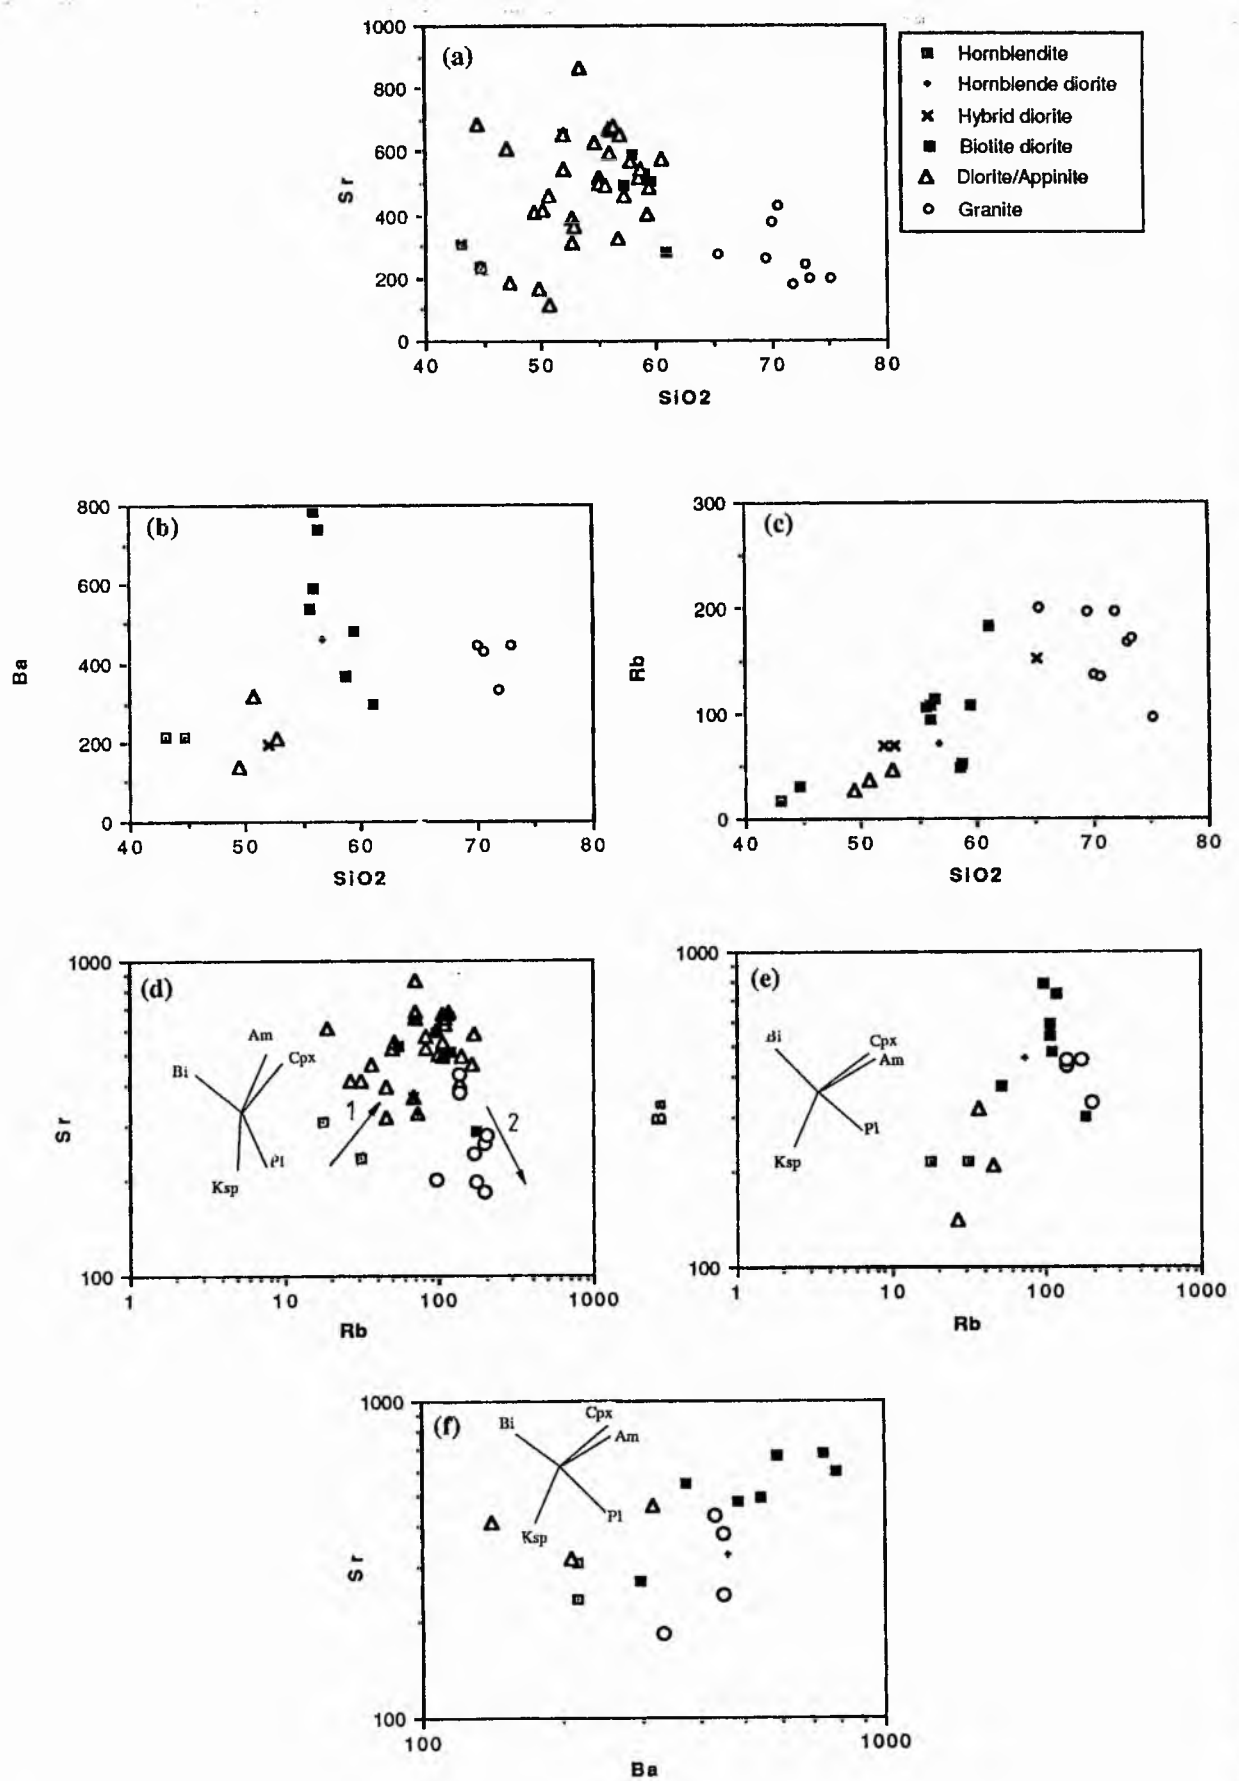 (a)
1000
800
600
400
200
0
Sr
40 50 60 70 80
SiO2
Hornblendite
Hornblende diorite
Hybrid diorite
Biotite diorite
Diorite/Appinite
Granite
(b)
800
600
400
200
0
Ba
40 50 60 70 80
SiO2
(c)
300
200
100
0
Rb
40 50 60 70 80
SiO2
(d)
1000
100
Sr
Am
Cpx
Bi
Pl
Ksp
1
2
1 10 100 1000
Rb
(e)
1000
100
Ba
Bi
Cpx
Am
Pl
Ksp
1 10 100 1000
Rb
(f)
1000
100
Sr
Cpx
Bi
Am
Pl
Ksp
100 1000
Ba